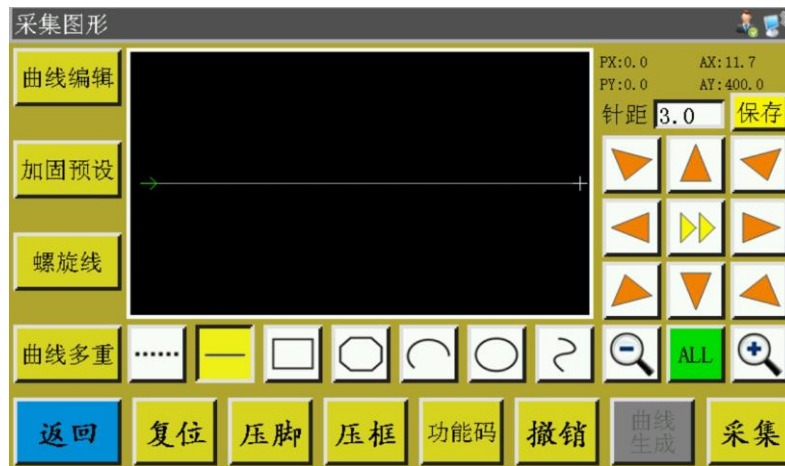 采集图形
曲线编辑
PX:0.0 AX:11.7
PY:0.0 AY:400.0
针距 3.0 保存
加固预设
螺旋线
曲线多重
ALL
返回 复位 压脚 压框 功能码 撤销 曲线生成 采集